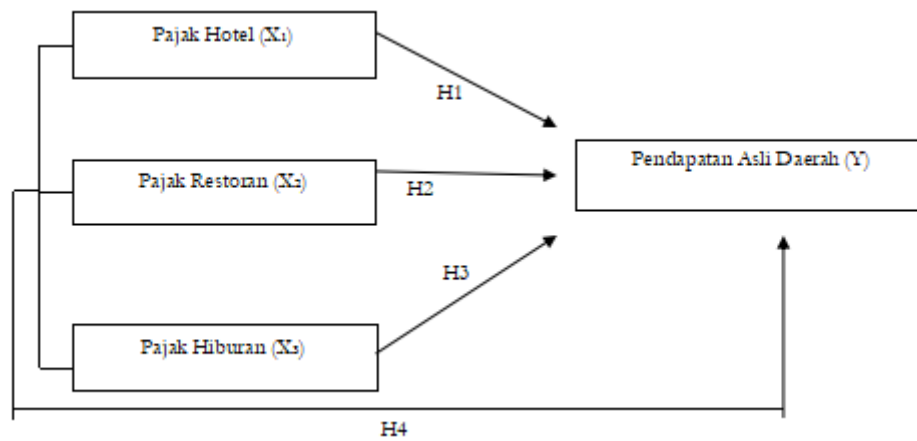 Pajak Hotel (X₁)
H1
Pendapatan Asli Daerah (Y)
Pajak Restoran (X₂)
H2
H3
Pajak Hiburan (X₃)
H4